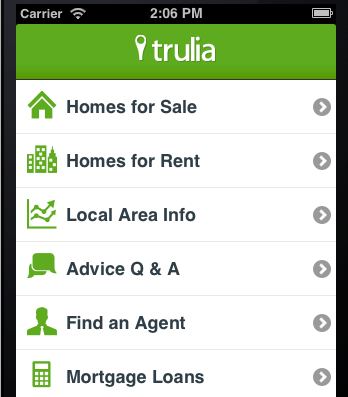 Carrier 2:06 PM
trulia
Homes for Sale
Homes for Rent
Local Area Info
Advice Q & A
Find an Agent
Mortgage Loans